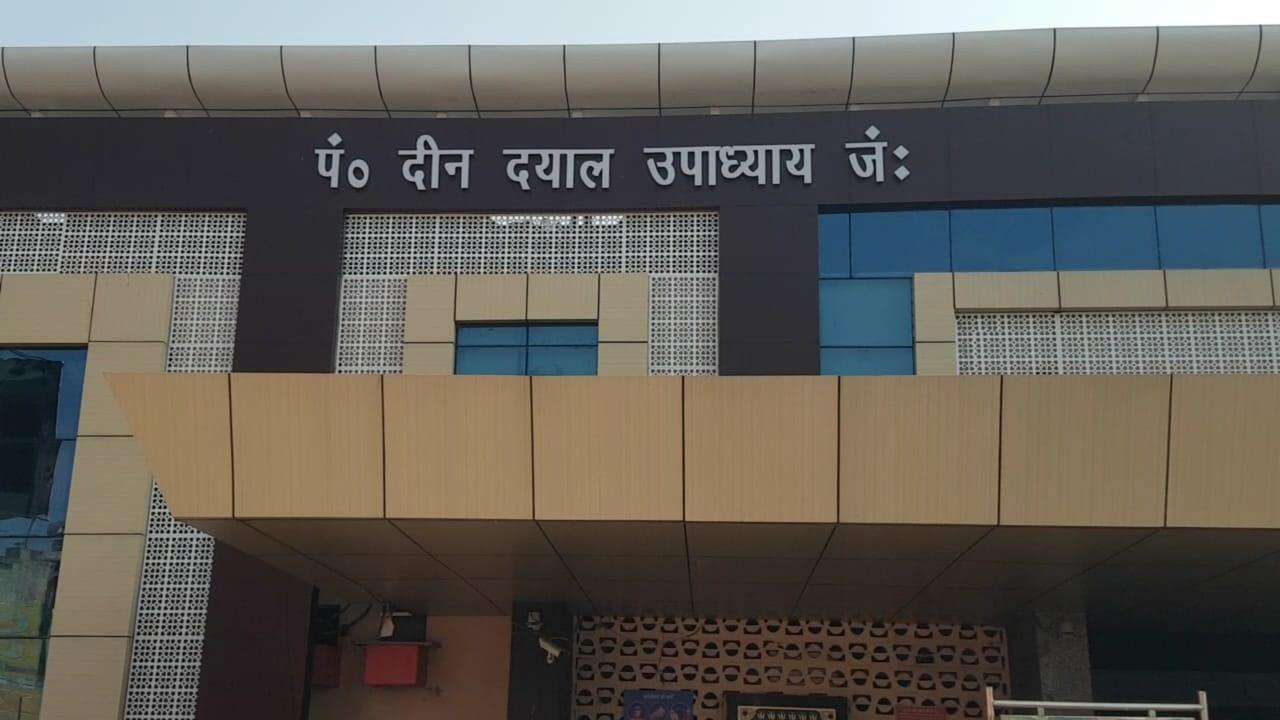 पं० दीन दयाल उपाध्याय जं: